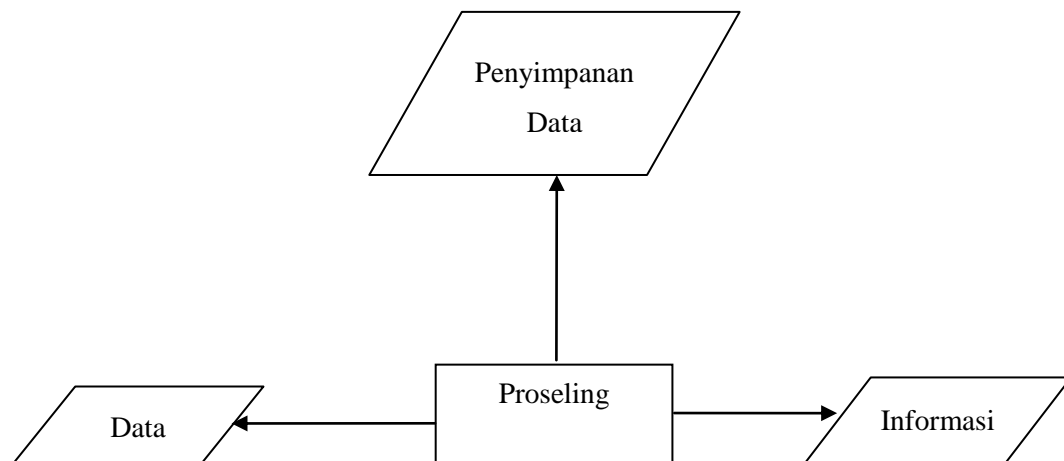 Penyimpanan
Data
Proseling
Data
Informasi